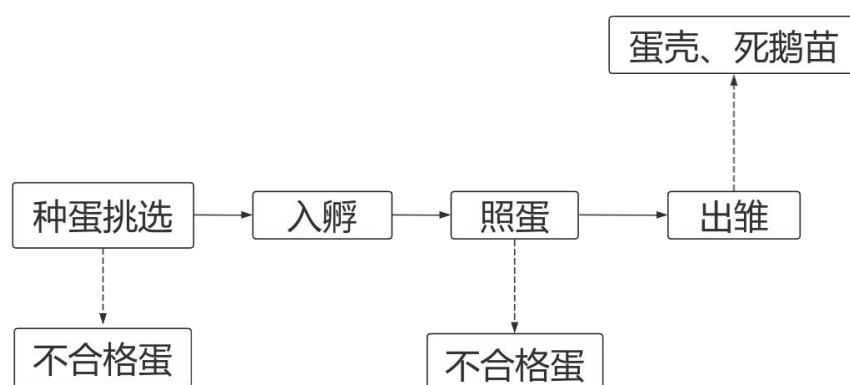 蛋壳、死鹅苗
种蛋挑选
入孵
照蛋
出雏
不合格蛋
不合格蛋